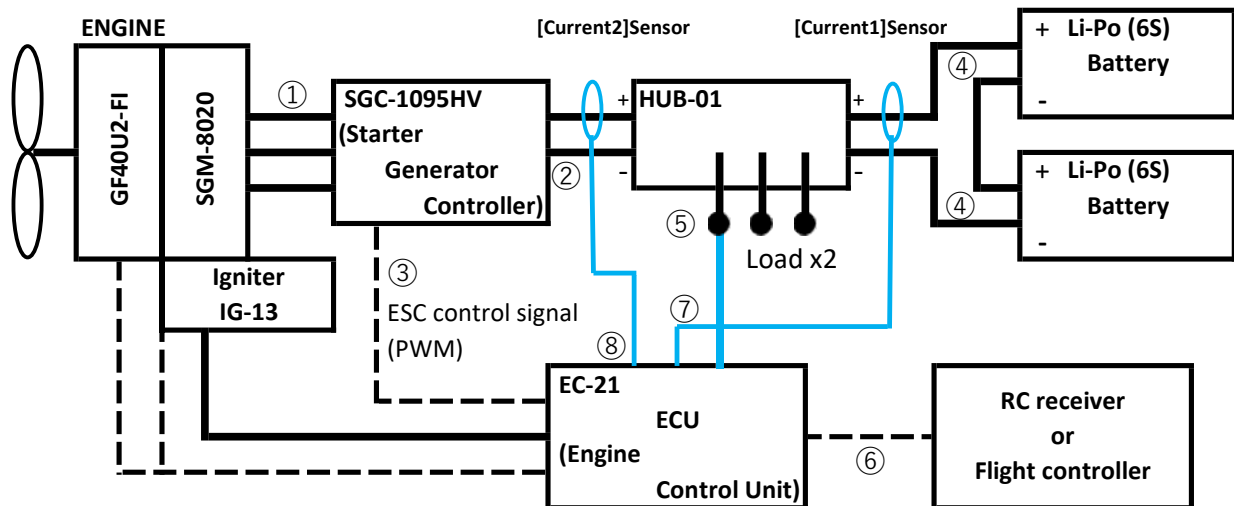 ENGINE
[Current2]Sensor
[Current1]Sensor
GF40U2-FI
SGM-8020
①
SGC-1095HV
(Starter
Generator
Controller)
②
+
-
HUB-01
+
-
④
+ Li-Po (6S)
Battery
-
④
+ Li-Po (6S)
Battery
-
⑤
Load x2
Igniter
IG-13
③
ESC control signal
(PWM)
⑦
⑧
EC-21
ECU
(Engine
Control Unit)
⑥
RC receiver
or
Flight controller